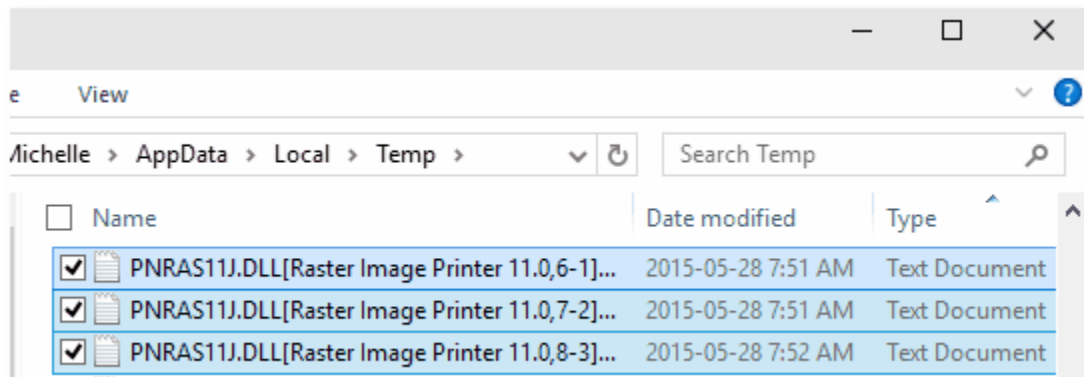 e View ?
Michelle > AppData > Local > Temp > Search Temp
Name Date modified Type
PNRAS11J.DLL[Raster Image Printer 11.0,6-1]... 2015-05-28 7:51 AM Text Document
PNRAS11J.DLL[Raster Image Printer 11.0,7-2]... 2015-05-28 7:51 AM Text Document
PNRAS11J.DLL[Raster Image Printer 11.0,8-3]... 2015-05-28 7:52 AM Text Document